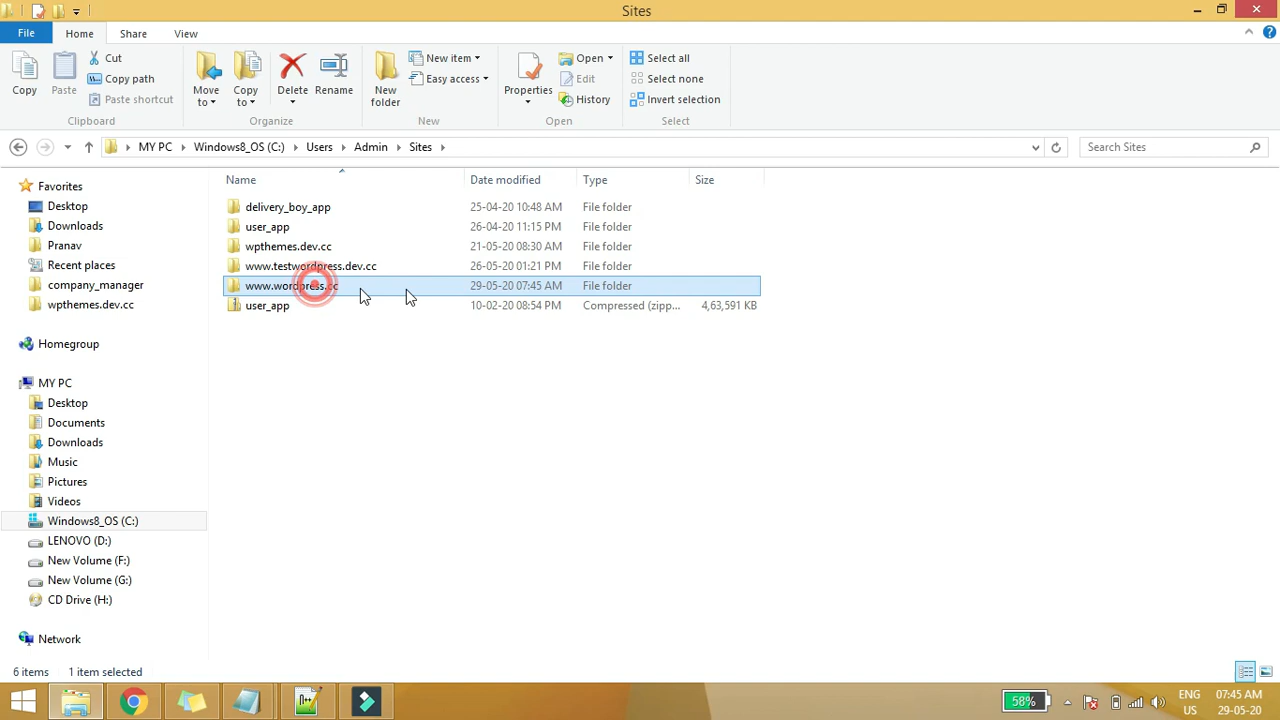 Sites
File Home Share View
Copy Paste Cut Copy path Paste shortcut Move to Copy to Delete Rename New folder New item Easy access Properties Open Edit History Select all Select none Invert selection
Clipboard Organize New Open Select
MY PC Windows8_OS (C:) Users Admin Sites Search Sites
Name Date modified Type Size
Favorites
Desktop
Downloads
Pranav
Recent places
company_manager
wpthemes.dev.cc
Homegroup
MY PC
Desktop
Documents
Downloads
Music
Pictures
Videos
Windows8_OS (C:)
LENOVO (D:)
New Volume (F:)
New Volume (G:)
CD Drive (H:)
Network
delivery_boy_app 25-04-20 10:48 AM File folder
user_app 26-04-20 11:15 PM File folder
wpthemes.dev.cc 21-05-20 08:30 AM File folder
www.testwordpress.dev.cc 26-05-20 01:21 PM File folder
www.wordpress.cc 29-05-20 07:45 AM File folder
user_app 10-02-20 08:54 PM Compressed (zipp... 4,63,591 KB
6 items 1 item selected
58% ENG 07:45 AM
US 29-05-20